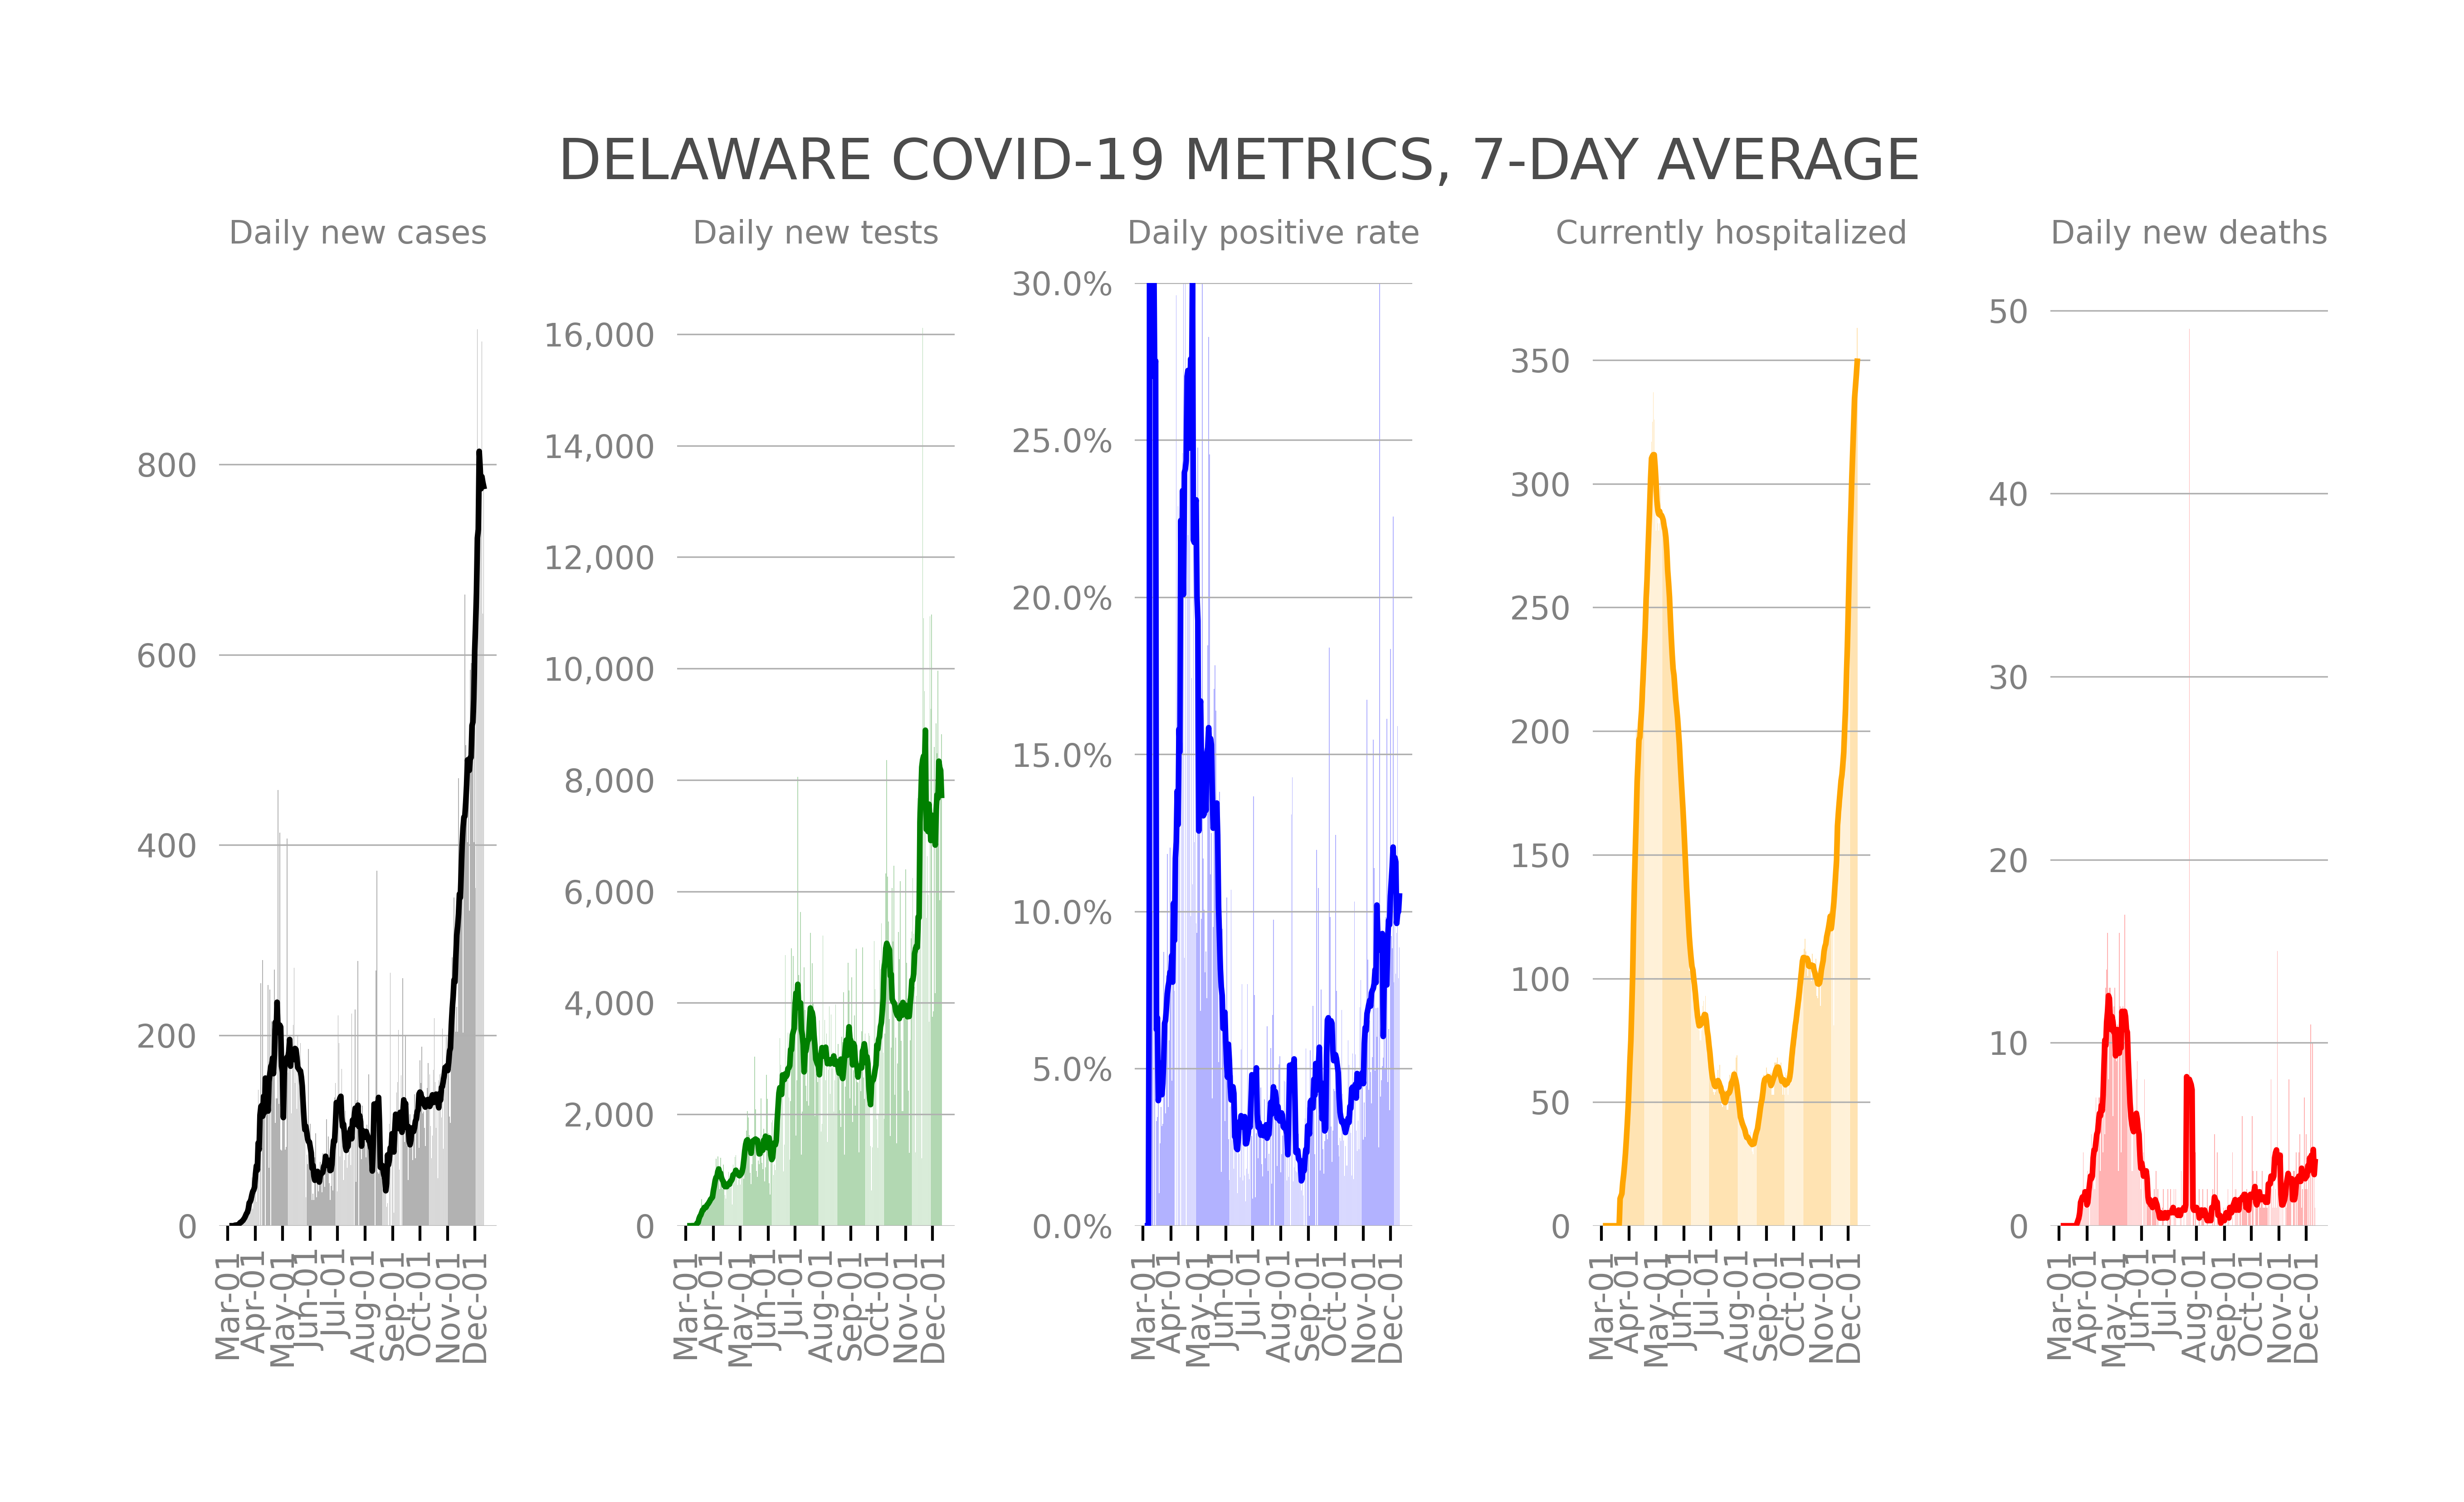 DELAWARE COVID-19 METRICS, 7-DAY AVERAGE
Daily new cases
800
600
400
200
0
Mar-01
Apr-01
May-01
Jun-01
Jul-01
Aug-01
Sep-01
Oct-01
Nov-01
Dec-01
Daily new tests
16,000
14,000
12,000
10,000
8,000
6,000
4,000
2,000
0
Mar-01
Apr-01
May-01
Jun-01
Jul-01
Aug-01
Sep-01
Oct-01
Nov-01
Dec-01
Daily positive rate
30.0%
25.0%
20.0%
15.0%
10.0%
5.0%
0.0%
Mar-01
Apr-01
May-01
Jun-01
Jul-01
Aug-01
Sep-01
Oct-01
Nov-01
Dec-01
Currently hospitalized
350
300
250
200
150
100
50
0
Mar-01
Apr-01
May-01
Jun-01
Jul-01
Aug-01
Sep-01
Oct-01
Nov-01
Dec-01
Daily new deaths
50
40
30
20
10
0
Mar-01
Apr-01
May-01
Jun-01
Jul-01
Aug-01
Sep-01
Oct-01
Nov-01
Dec-01